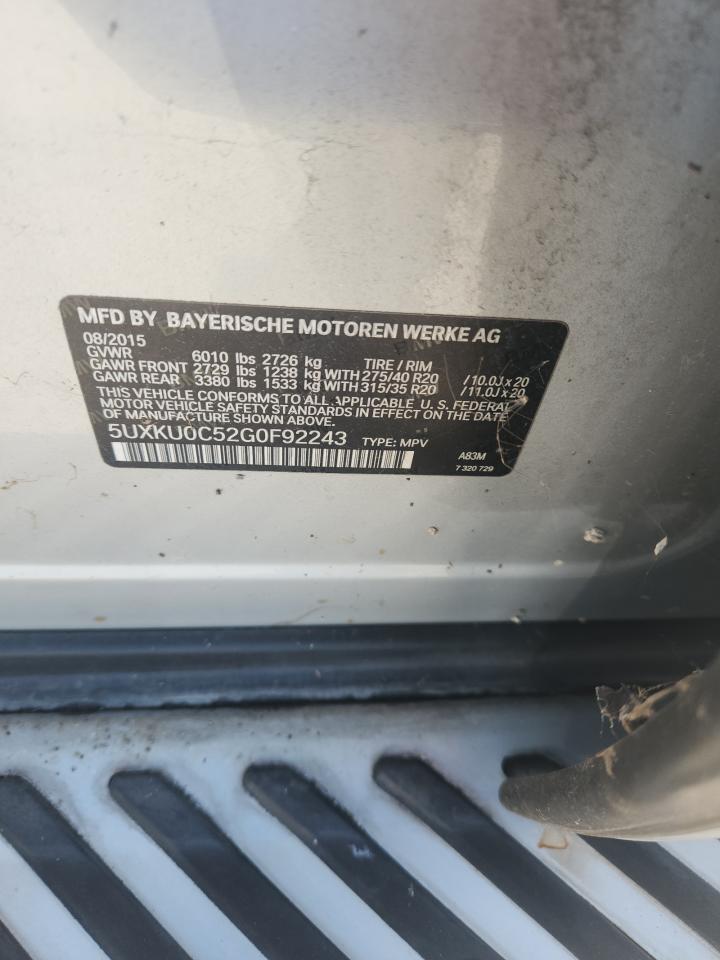 MFD BY BAYERISCHE MOTOREN WERKE AG
08/2015
GVWR 6010 lbs 2726 kg TIRE / RIM
GAWR FRONT 2729 lbs 1238 kg WITH 275/40 R20 /10.0J x 20
GAWR REAR 3380 lbs 1533 kg WITH 315/35 R20 /11.0J x 20
THIS VEHICLE CONFORMS TO ALL APPLICABLE U.S. FEDERAL
MOTOR VEHICLE SAFETY STANDARDS IN EFFECT ON THE DATE
OF MANUFACTURE SHOWN ABOVE.
5UXKU0C52G0F92243 TYPE: MPV
A83M
7 320 729